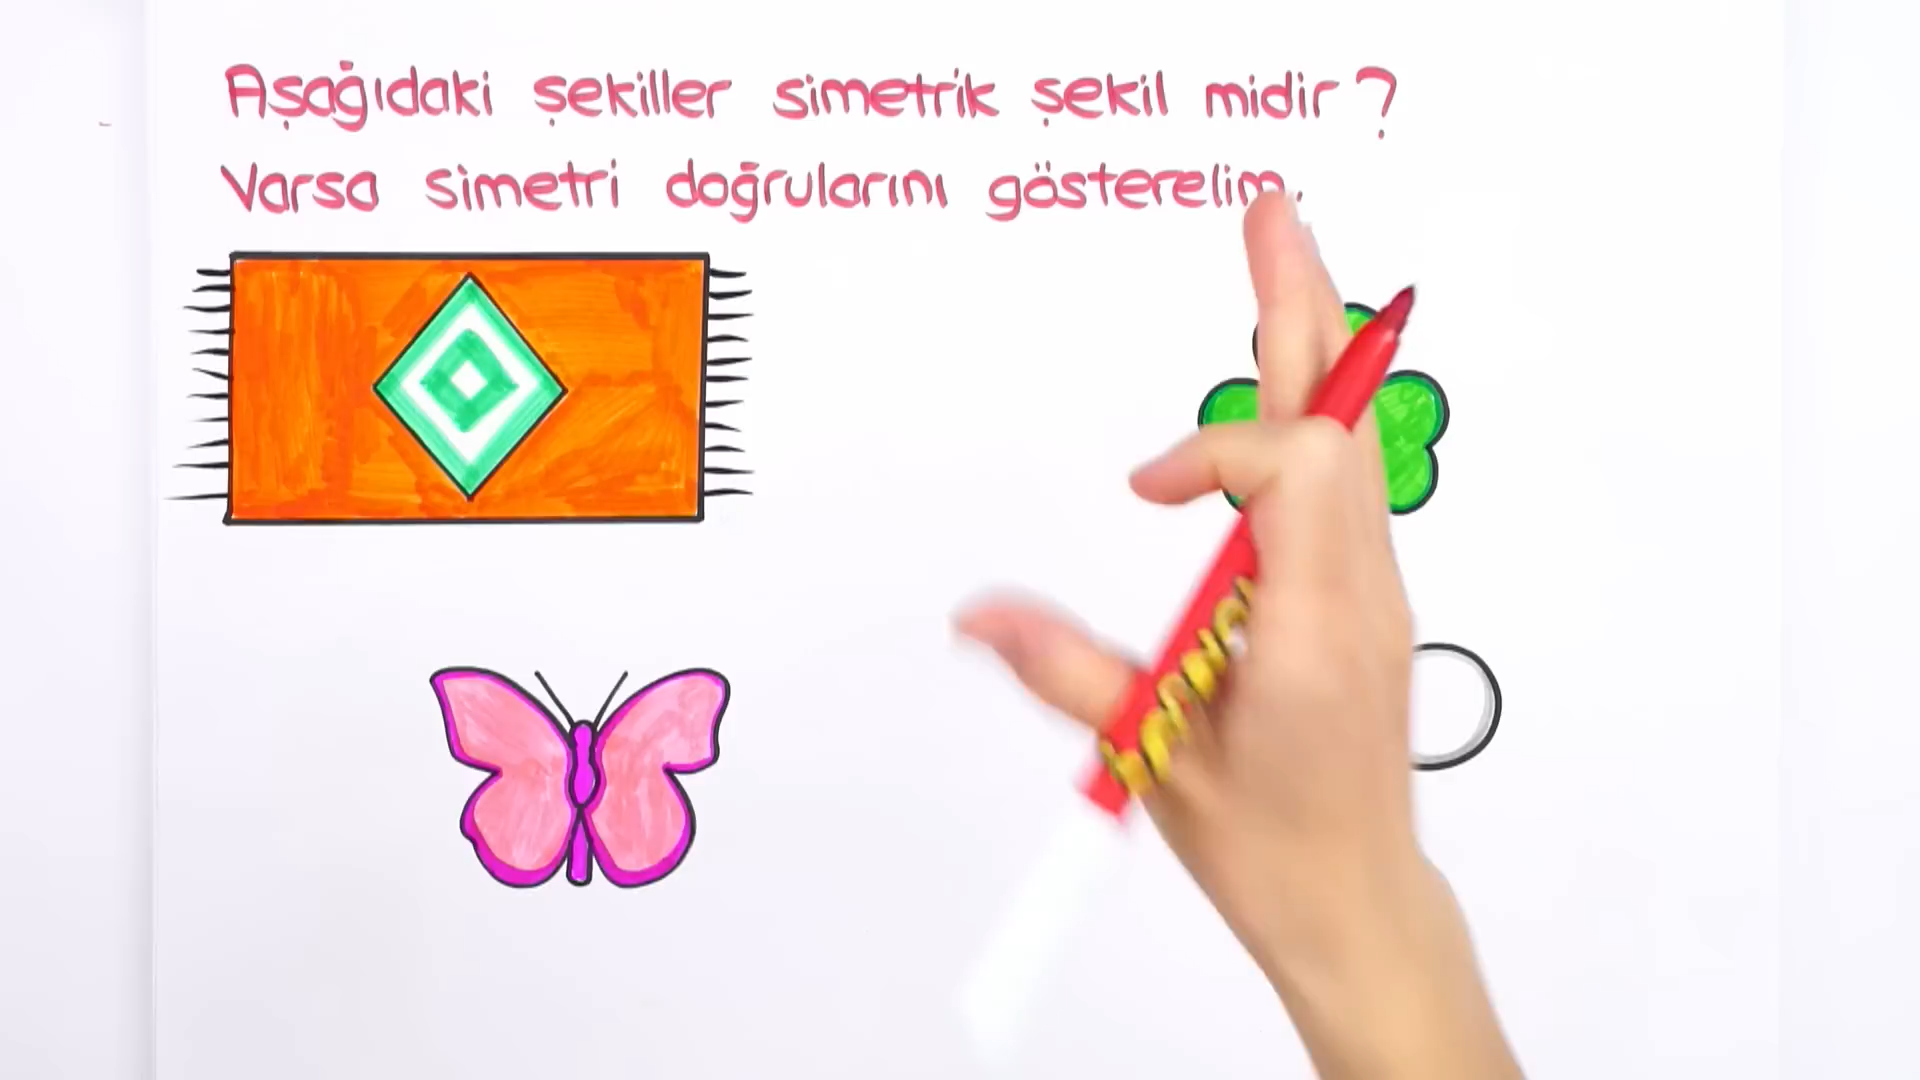 Aşağıdaki şekiller simetrik şekil midir?
Varsa simetri doğrularını gösterelim.